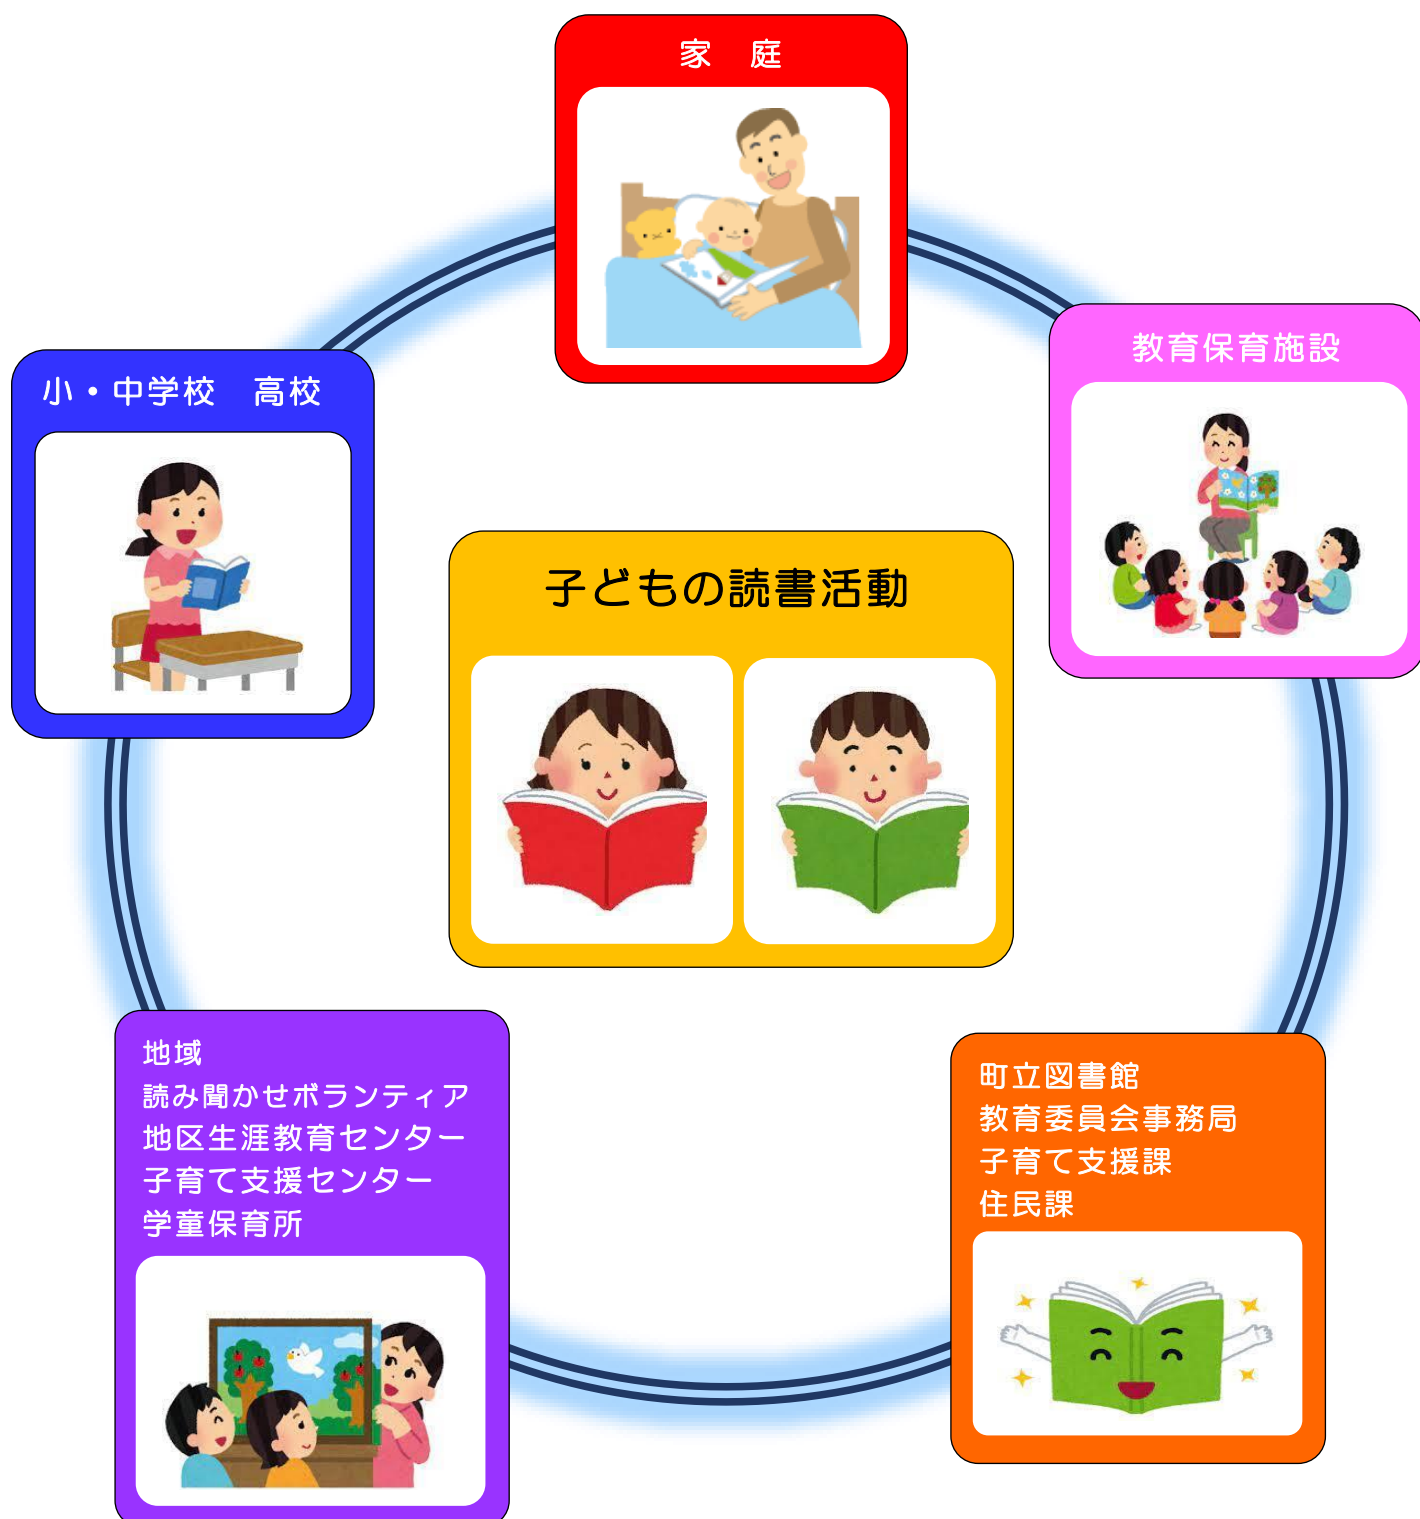 家　庭
教育保育施設
小・中学校　高校
子どもの読書活動
地域
読み聞かせボランティア
地区生涯教育センター
子育て支援センター
学童保育所
町立図書館
教育委員会事務局
子育て支援課
住民課